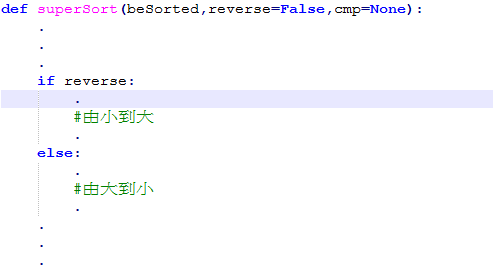 def superSort(beSorted,reverse=False,cmp=None):
.
.
.
if reverse:
.
#由小到大
.
else:
.
#由大到小
.
.
.
.